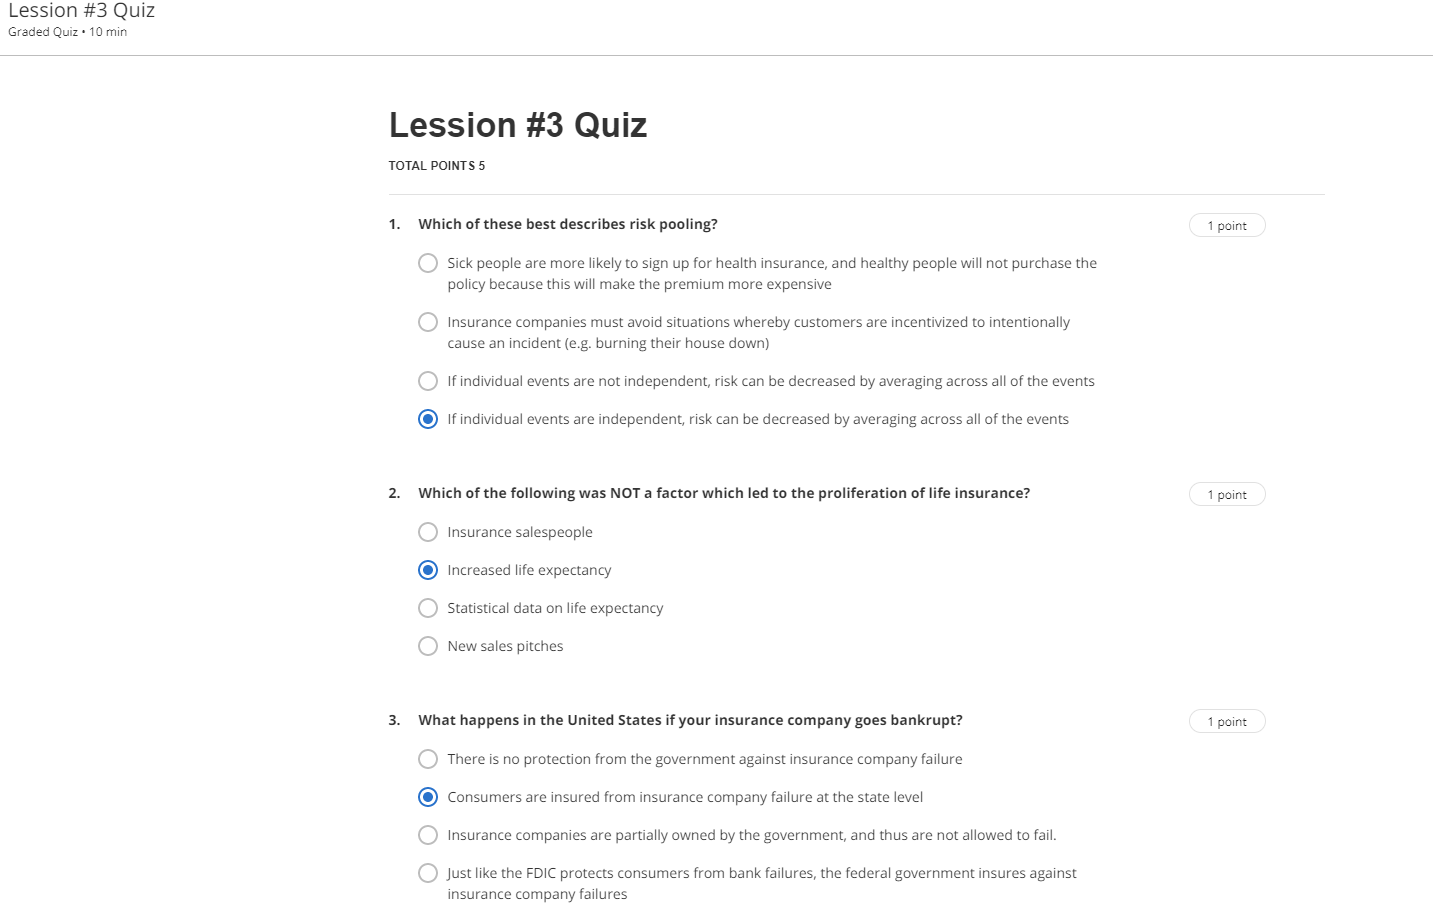 Lession #3 Quiz
Graded Quiz • 10 min
Lession #3 Quiz
TOTAL POINTS 5
1. Which of these best describes risk pooling?
1 point
Sick people are more likely to sign up for health insurance, and healthy people will not purchase the
policy because this will make the premium more expensive
Insurance companies must avoid situations whereby customers are incentivized to intentionally
cause an incident (e.g. burning their house down)
If individual events are not independent, risk can be decreased by averaging across all of the events
If individual events are independent, risk can be decreased by averaging across all of the events
2. Which of the following was NOT a factor which led to the proliferation of life insurance?
1 point
Insurance salespeople
Increased life expectancy
Statistical data on life expectancy
New sales pitches
3. What happens in the United States if your insurance company goes bankrupt?
1 point
There is no protection from the government against insurance company failure
Consumers are insured from insurance company failure at the state level
Insurance companies are partially owned by the government, and thus are not allowed to fail.
Just like the FDIC protects consumers from bank failures, the federal government insures against
insurance company failures